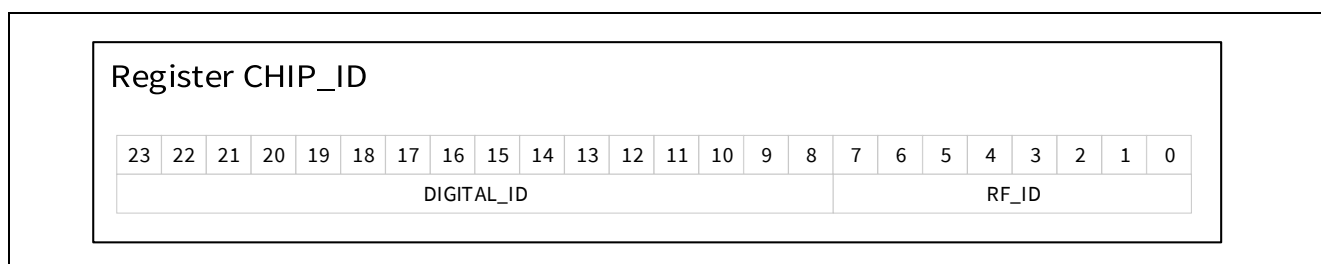 Register CHIP_ID
23 22 21 20 19 18 17 16 15 14 13 12 11 10 9 8 7 6 5 4 3 2 1 0
DIGITAL_ID RF_ID